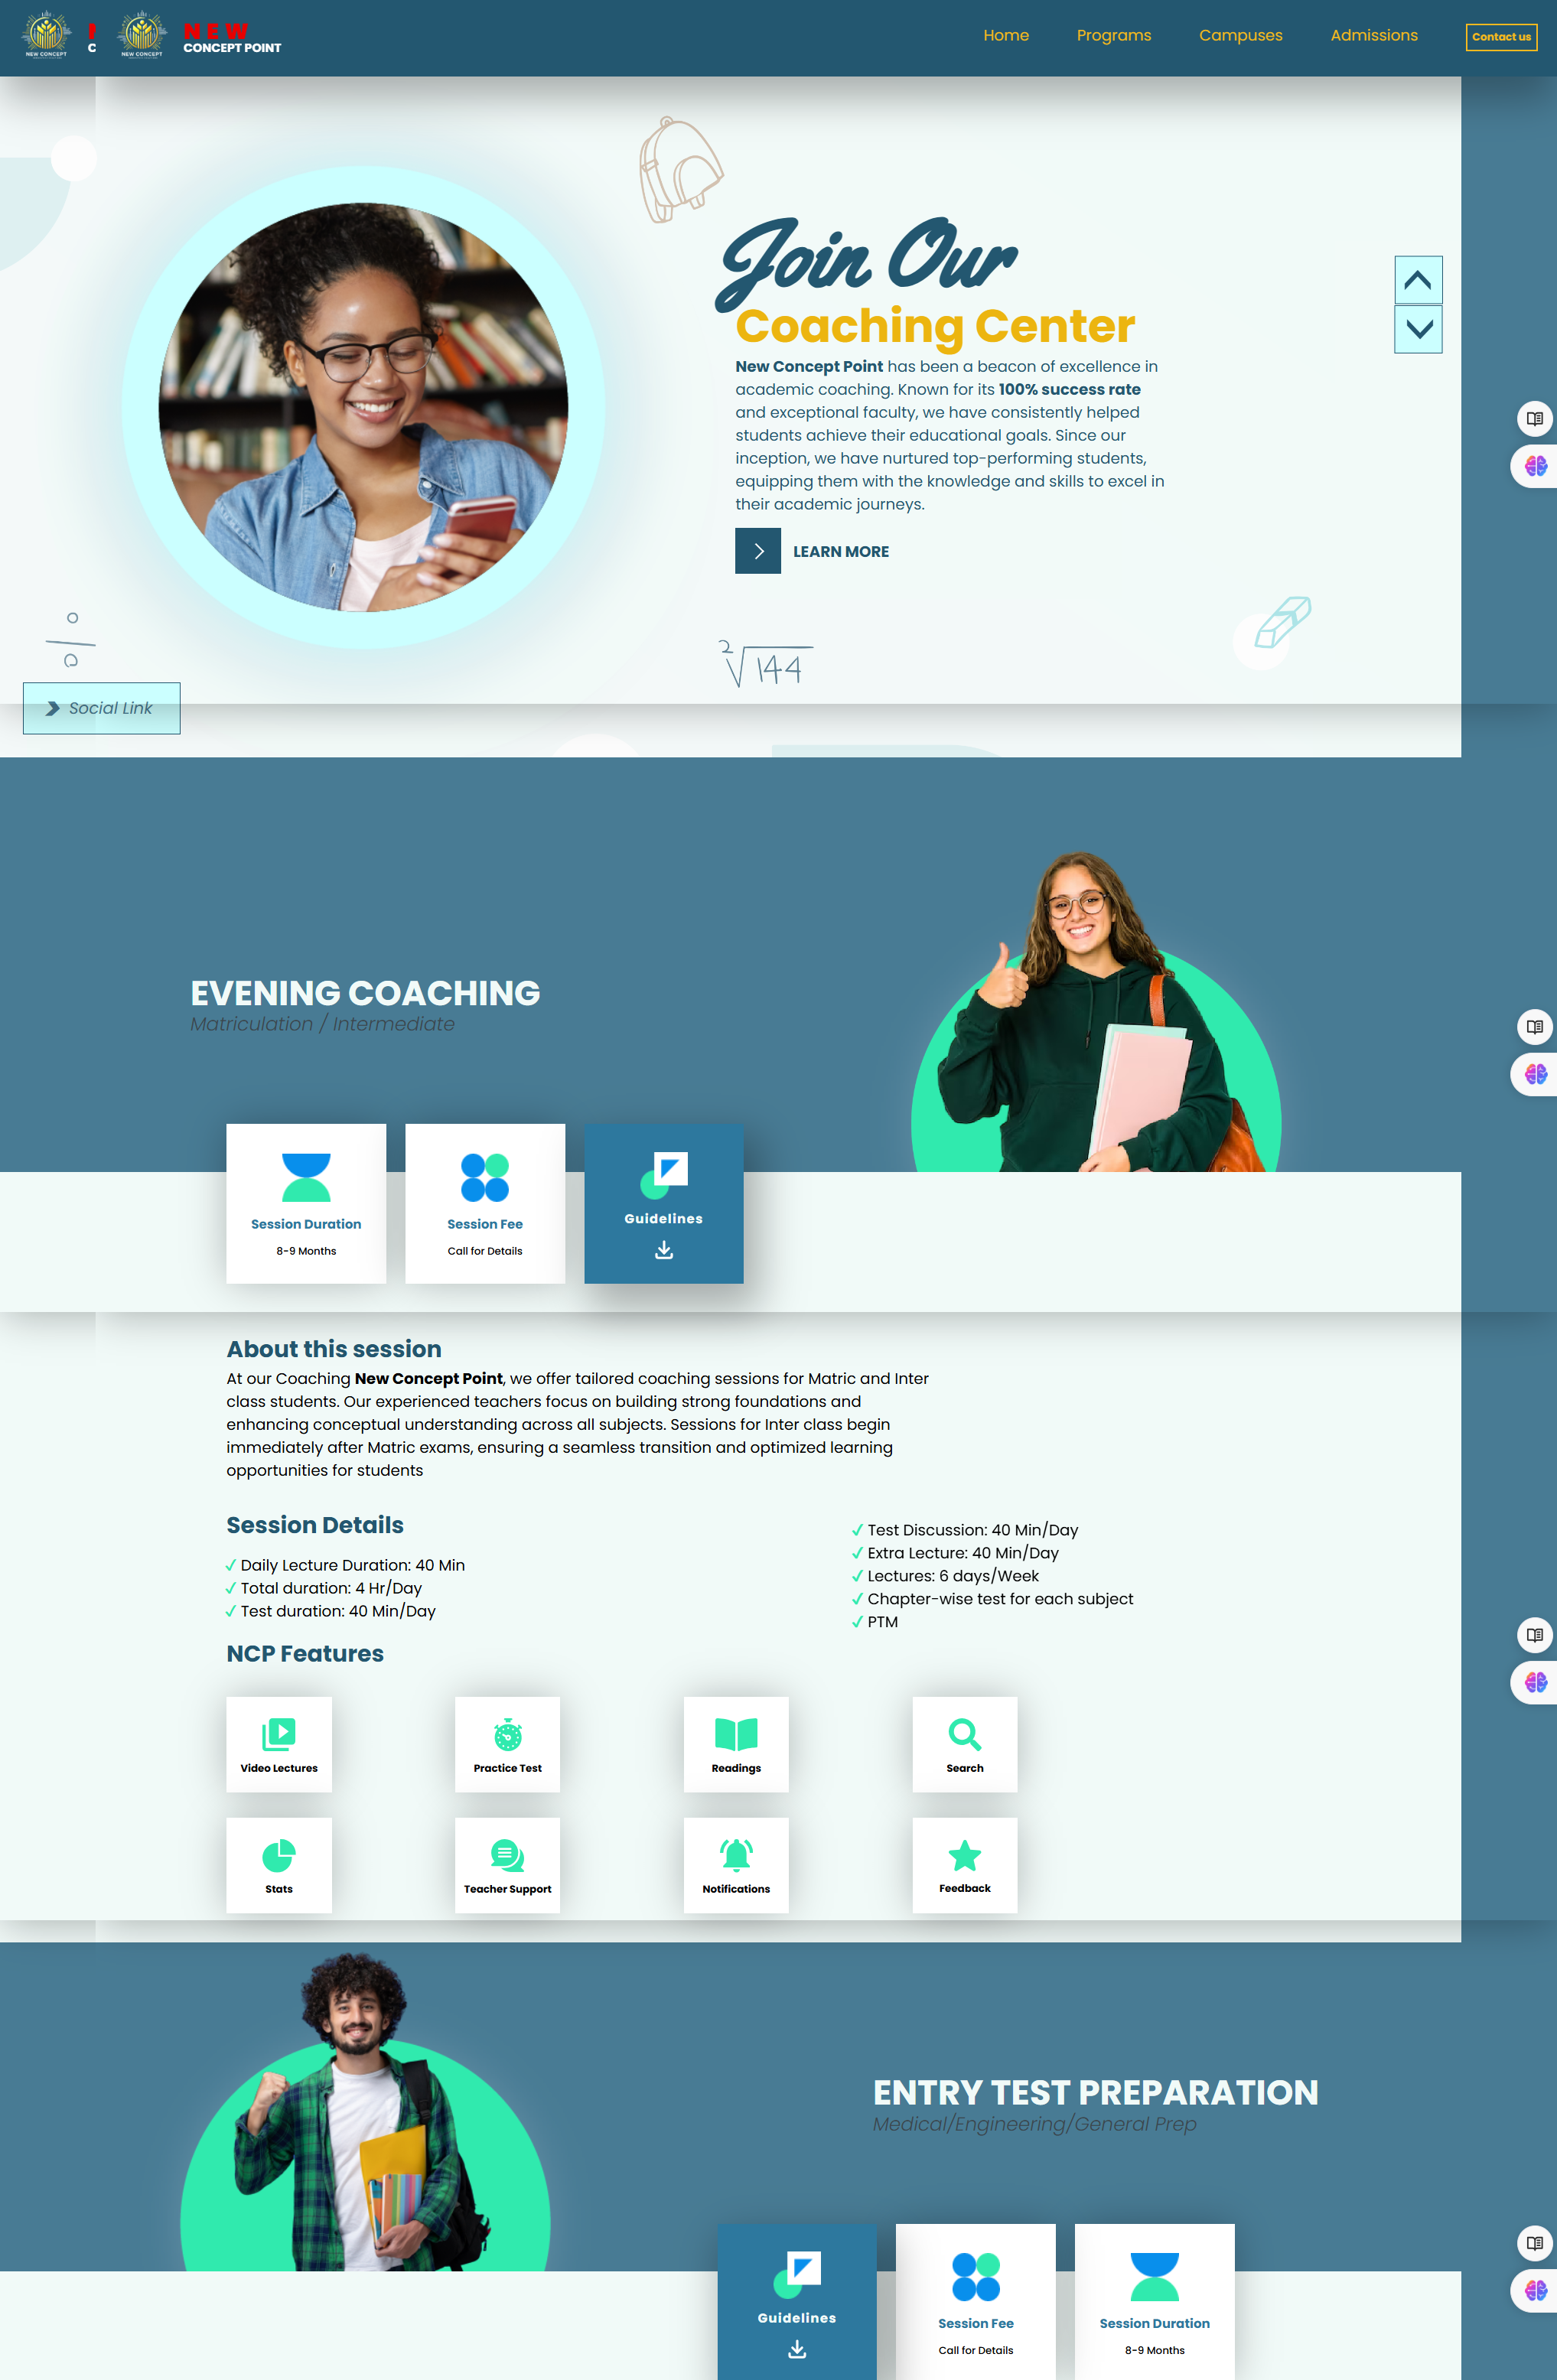 NEW CONCEPT
C
NEW CONCEPT
NEW
CONCEPT POINT
Home
Programs
Campuses
Admissions
Contact us
Join Our
Coaching Center
New Concept Point has been a beacon of excellence in
academic coaching. Known for its 100% success rate
and exceptional faculty, we have consistently helped
students achieve their educational goals. Since our
inception, we have nurtured top-performing students,
equipping them with the knowledge and skills to excel in
their academic journeys.
LEARN MORE
2√144
Social Link
EVENING COACHING
Matriculation / Intermediate
Session Duration
8-9 Months
Session Fee
Call for Details
Guidelines
About this session
At our Coaching New Concept Point, we offer tailored coaching sessions for Matric and Inter
class students. Our experienced teachers focus on building strong foundations and
enhancing conceptual understanding across all subjects. Sessions for Inter class begin
immediately after Matric exams, ensuring a seamless transition and optimized learning
opportunities for students
Session Details
Daily Lecture Duration: 40 Min
Total duration: 4 Hr/Day
Test duration: 40 Min/Day
Test Discussion: 40 Min/Day
Extra Lecture: 40 Min/Day
Lectures: 6 days/Week
Chapter-wise test for each subject
PTM
NCP Features
Video Lectures
Practice Test
Readings
Search
Stats
Teacher Support
Notifications
Feedback
ENTRY TEST PREPARATION
Medical/Engineering/General Prep
Guidelines
Session Fee
Call for Details
Session Duration
8-9 Months